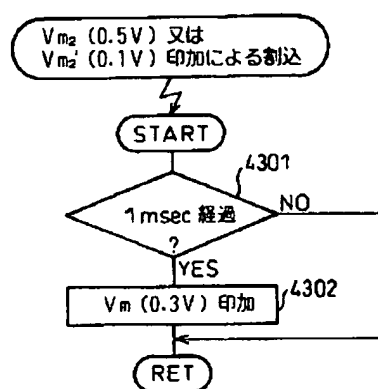 Vm₂ (0.5V) 又は
Vm₂' (0.1V) 印加による割込
START
4301
1msec 経過
?
NO
YES
4302
Vm (0.3V) 印加
RET